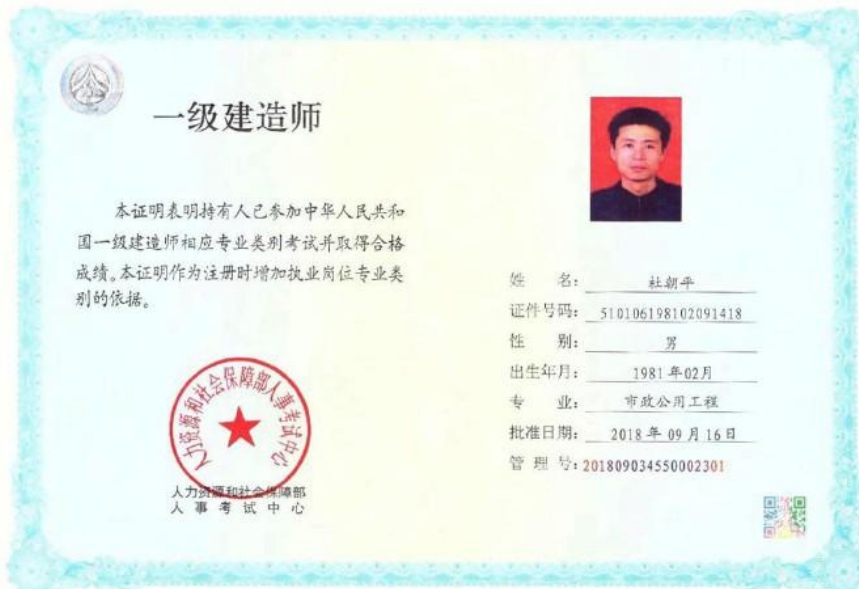 一级建造师
本证明表明持有人已参加中华人民共和
国一级建造师相应专业类别考试并取得合格
成绩。本证明作为注册时增加执业岗位专业类
别的依据。
人力资源和社会保障部人事考试中心
人力资源和社会保障部
人事考试中心
姓 名: 杜朝平
证件号码: 510106198102091418
性 别: 男
出生年月: 1981年02月
专 业: 市政公用工程
批准日期: 2018年09月16日
管 理 号: 201809034550002301